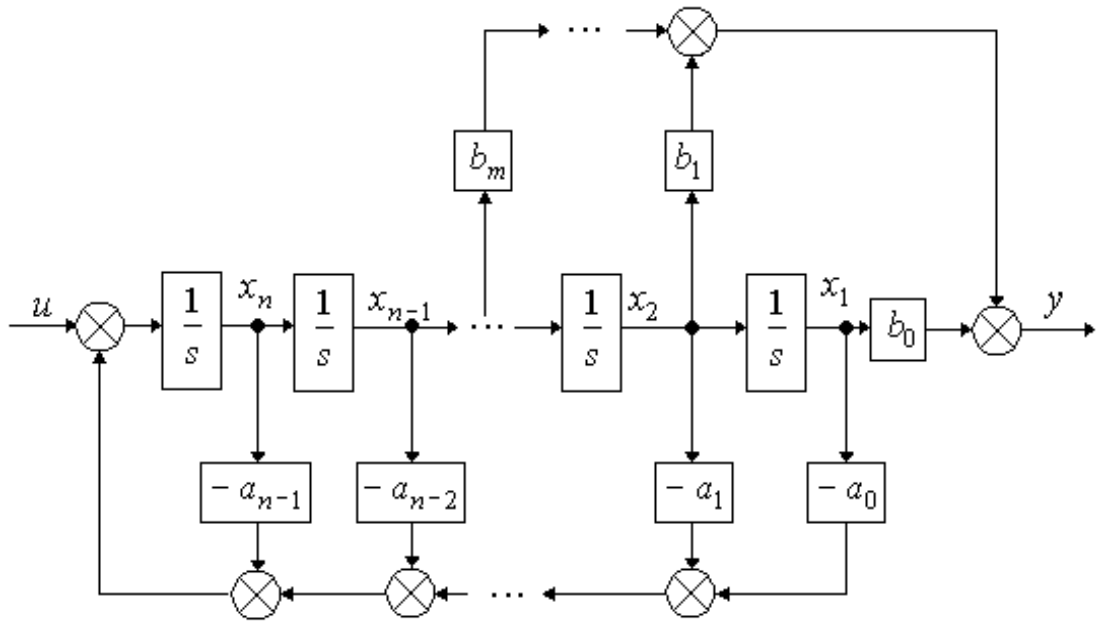 ...
b_m
b_1
u
1/s
x_n
1/s
x_{n-1}
...
1/s
x_2
1/s
x_1
b_0
y
- a_{n-1}
- a_{n-2}
- a_1
- a_0
...